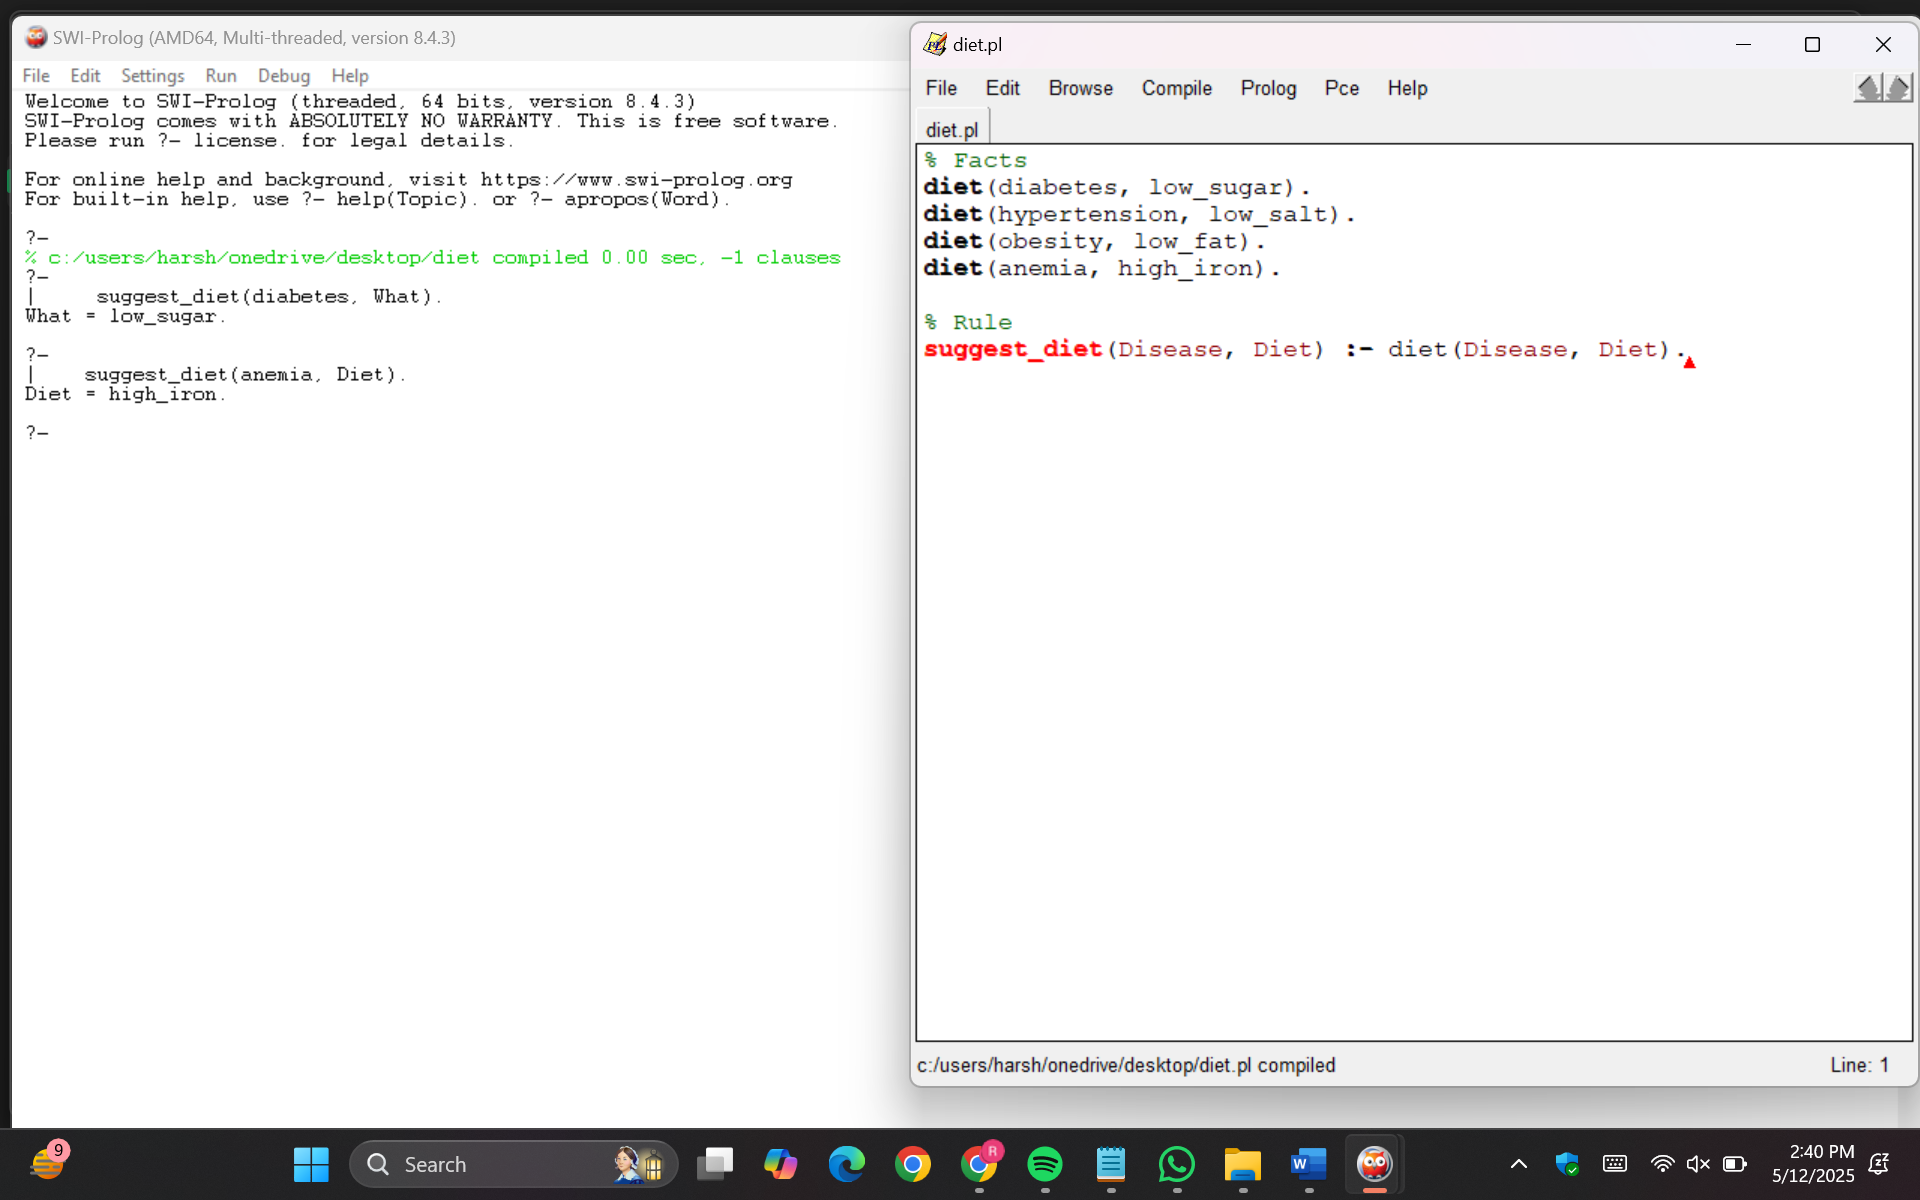 SWI-Prolog (AMD64, Multi-threaded, version 8.4.3)
File Edit Settings Run Debug Help
Welcome to SWI-Prolog (threaded, 64 bits, version 8.4.3)
SWI-Prolog comes with ABSOLUTELY NO WARRANTY. This is free software.
Please run ?- license. for legal details.
For online help and background, visit https://www.swi-prolog.org
For built-in help, use ?- help(Topic). or ?- apropos(Word).
?-
% c:/users/harsh/onedrive/desktop/diet compiled 0.00 sec, -1 clauses
?-
| suggest_diet(diabetes, What).
What = low_sugar.
?-
| suggest_diet(anemia, Diet).
Diet = high_iron.
?-
diet.pl
File Edit Browse Compile Prolog Pce Help
diet.pl
% Facts
diet(diabetes, low_sugar).
diet(hypertension, low_salt).
diet(obesity, low_fat).
diet(anemia, high_iron).
% Rule
suggest_diet(Disease, Diet) :- diet(Disease, Diet).
c:/users/harsh/onedrive/desktop/diet.pl compiled
Line: 1
9
Search
R
W
2:40 PM
5/12/2025